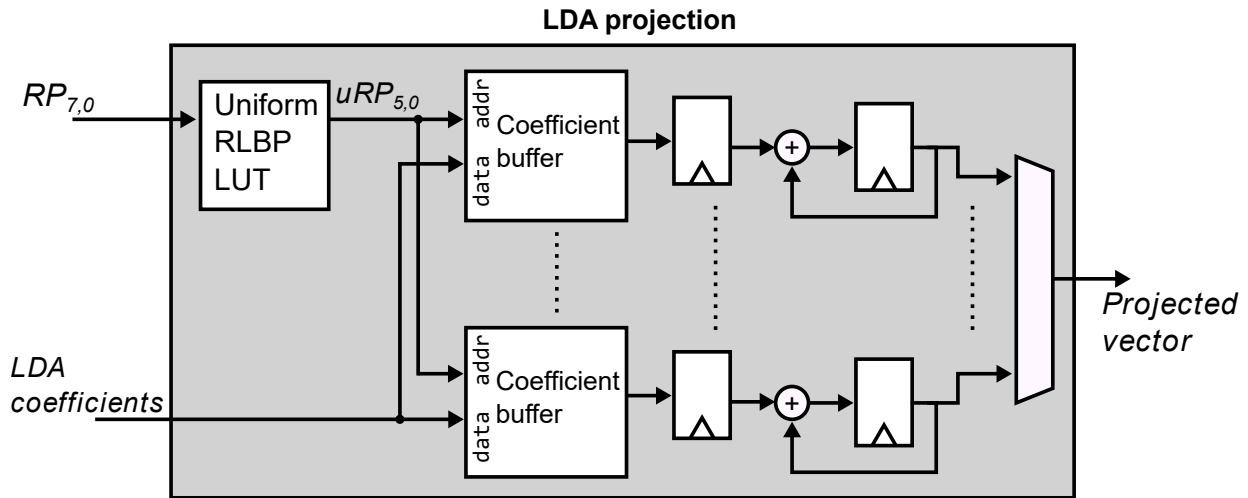 LDA projection
RP7,0
Uniform
RLBP
LUT
uRP5,0
addr
data
Coefficient
buffer
+
addr
data
Coefficient
buffer
+
LDA
coefficients
Projected
vector